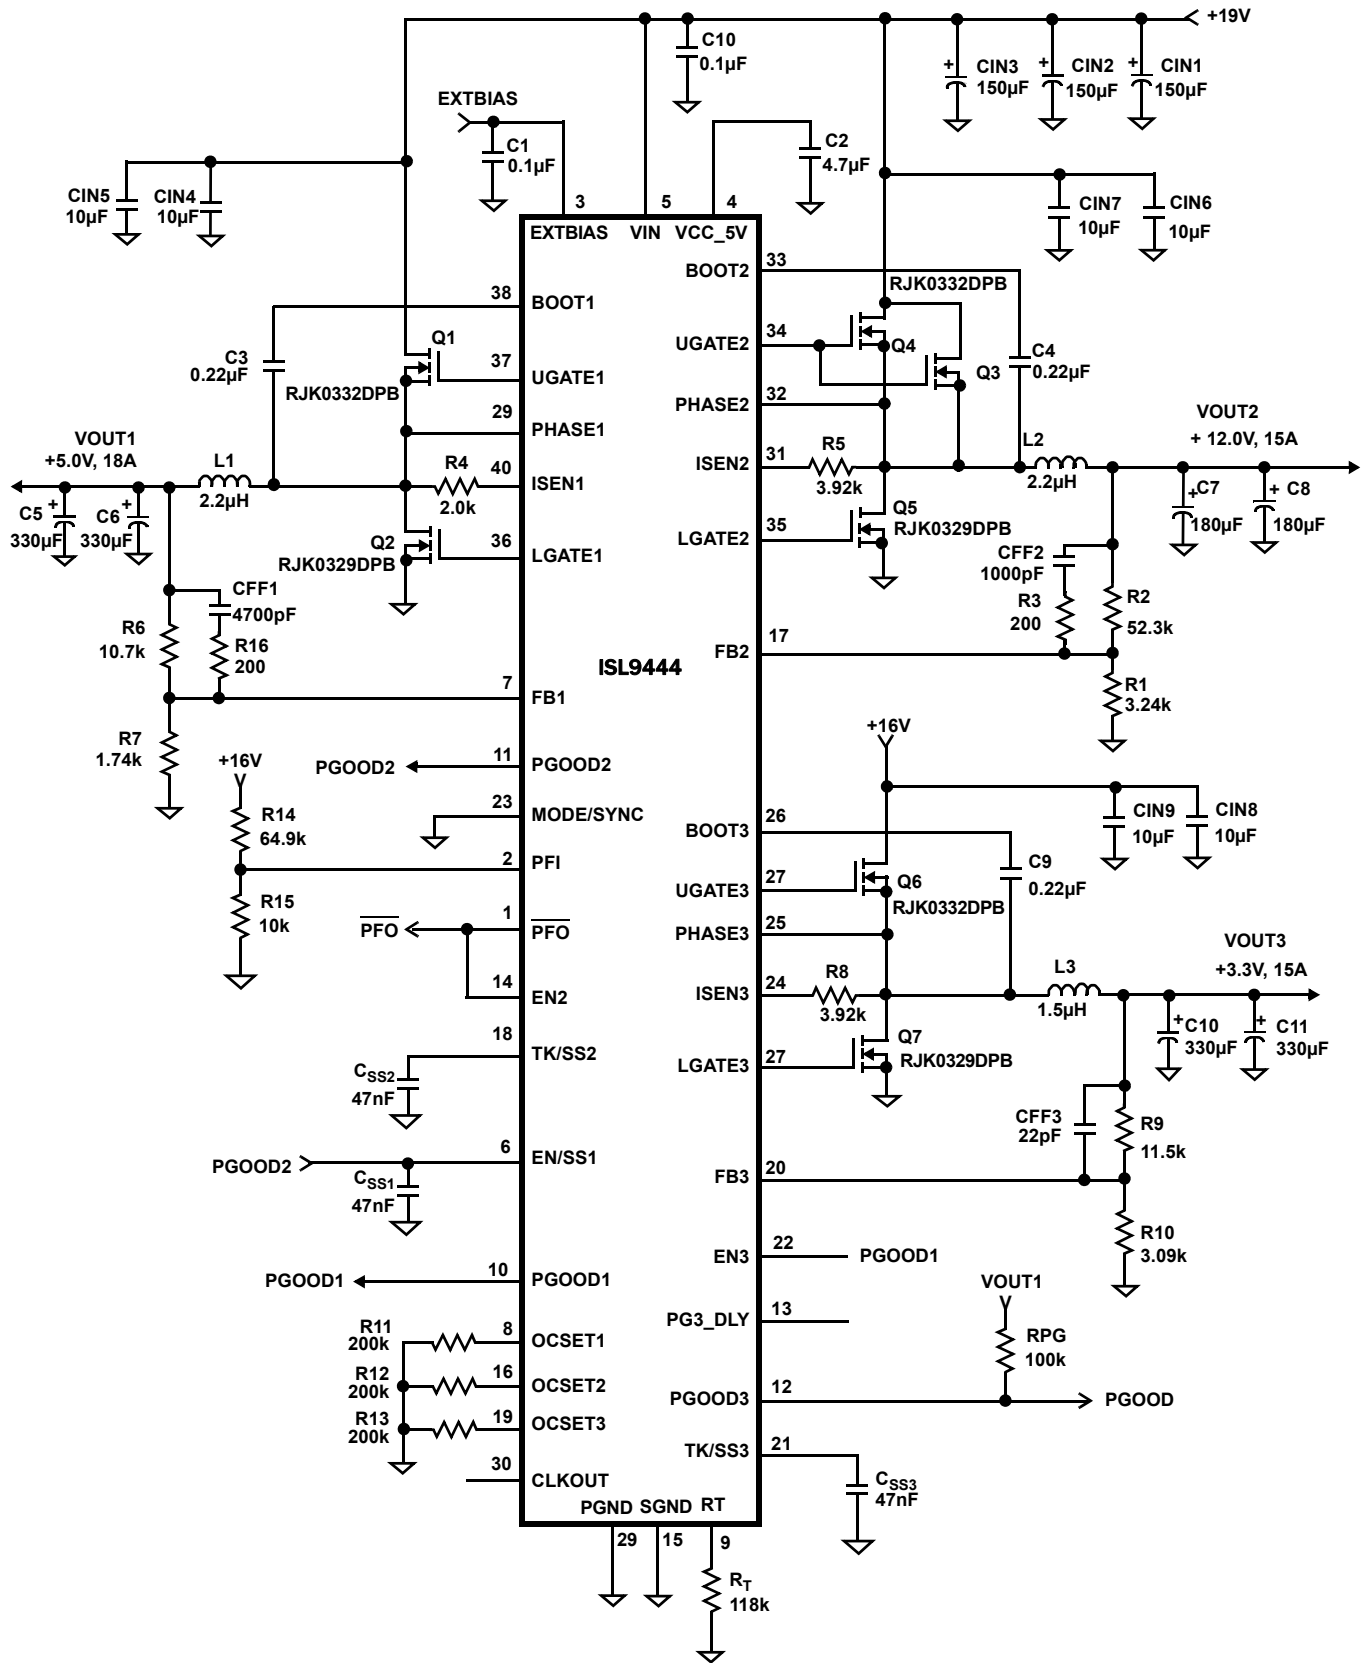 +19V
C10
0.1µF
CIN3
150µF
CIN2
150µF
CIN1
150µF
+
+
+
EXTBIAS
C1
0.1µF
C2
4.7µF
CIN5
10µF
CIN4
10µF
CIN7
10µF
CIN6
10µF
3
5
4
EXTBIAS
VIN
VCC_5V
38
BOOT1
C3
0.22µF
Q1
RJK0332DPB
37
UGATE1
29
PHASE1
VOUT1
+5.0V, 18A
L1
2.2µH
R4
2.0k
40
ISEN1
C5
330µF
+
C6
330µF
+
Q2
RJK0329DPB
36
LGATE1
CFF1
4700pF
R6
10.7k
R16
200
7
FB1
R7
1.74k
ISL9444
BOOT2
33
RJK0332DPB
UGATE2
34
Q4
Q3
C4
0.22µF
PHASE2
32
ISEN2
31
R5
3.92k
L2
2.2µH
VOUT2
+ 12.0V, 15A
+
C7
180µF
+
C8
180µF
LGATE2
35
Q5
RJK0329DPB
CFF2
1000pF
R3
200
R2
52.3k
FB2
17
R1
3.24k
PGOOD2
11
PGOOD2
+16V
R14
64.9k
23
MODE/SYNC
2
PFI
R15
10k
PFO
1
PFO
14
EN2
18
TK/SS2
CSS2
47nF
PGOOD2
6
EN/SS1
CSS1
47nF
PGOOD1
10
PGOOD1
R11
200k
8
OCSET1
R12
200k
16
OCSET2
R13
200k
19
OCSET3
30
CLKOUT
+16V
CIN9
10µF
CIN8
10µF
BOOT3
26
C9
0.22µF
UGATE3
27
Q6
RJK0332DPB
PHASE3
25
ISEN3
24
R8
3.92k
L3
1.5µH
VOUT3
+3.3V, 15A
+
C10
330µF
+
C11
330µF
LGATE3
27
Q7
RJK0329DPB
CFF3
22pF
R9
11.5k
FB3
20
R10
3.09k
EN3
22
PGOOD1
VOUT1
PG3_DLY
13
RPG
100k
PGOOD3
12
PGOOD
TK/SS3
21
CSS3
47nF
PGND
SGND
RT
29
15
9
RT
118k